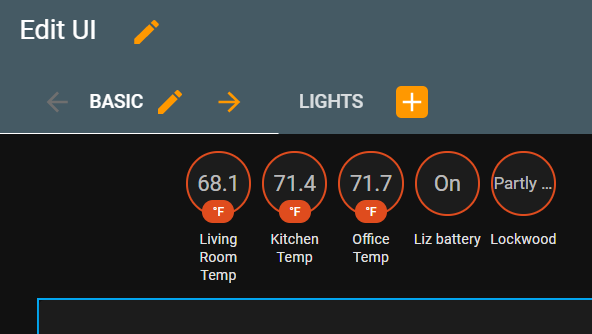 Edit UI
BASIC LIGHTS
68.1 71.4 71.7 On Partly ...
°F °F °F
Living Room Temp
Kitchen Temp
Office Temp
Liz battery
Lockwood